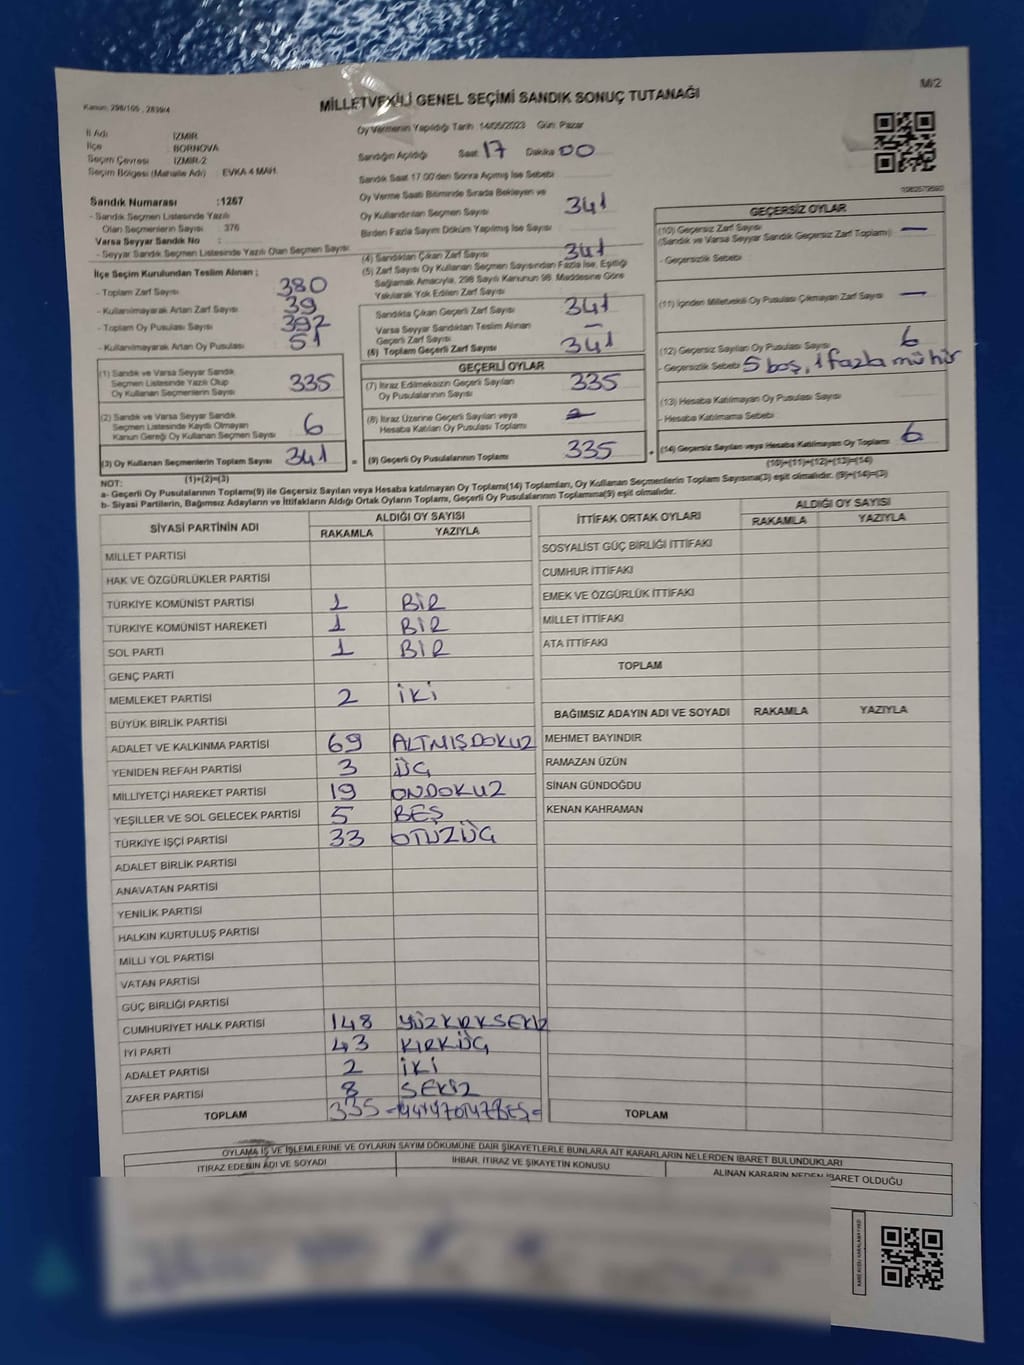 M/2
Kanun: 298/105 , 2839/4
MİLLETVEKİLİ GENEL SEÇİMİ SANDIK SONUÇ TUTANAĞI
İl Adı İZMİR
İlçe BORNOVA
Seçim Çevresi İZMİR-2
Seçim Bölgesi (Mahalle Adı) EVKA 4 MAH.
Sandık Numarası :1267
- Sandık Seçmen Listesinde Yazılı
Olan Seçmenlerin Sayısı : 376
Varsa Seyyar Sandık No :
- Seyyar Seçmen Listesinde Yazılı Olan Seçmen Sayısı:
İlçe Seçim Kurulundan Teslim Alınan ;
- Toplam Zarf Sayısı 380
- Kullanılmayarak Artan Zarf Sayısı 39
- Toplam Oy Pusulası Sayısı 392
- Kullanılmayarak Artan Oy Pusulası 51
(1) Sandık ve Varsa Seyyar Sandık
Seçmen Listesinde Yazılı Olup
Oy Kullanan Seçmenlerin Sayısı 335
(2) Sandık ve Varsa Seyyar Sandık
Seçmen Listesinde Kayıtlı Olmayan
Kanun Gereği Oy Kullanan Seçmen Sayısı 6
(3) Oy Kullanan Seçmenlerin Toplam Sayısı 341
(1)+(2)=(3)
Oy Vermenin Yapıldığı Tarih :14/05/2023 Gün: Pazar
Sandığın Açıldığı Saat 17 Dakika 00
Sandık Saat 17.00'den Sonra Açılmış İse Sebebi
Oy Verme Saati Bitiminde Sırada Bekleyen ve
Oy Kullandırılan Seçmen Sayısı 341
Birden Fazla Sayım Döküm Yapılmış İse Sayısı
(4) Sandıktan Çıkan Zarf Sayısı 341
(5) Zarf Sayısı Oy Kullanan Seçmen Sayısından Fazla İse, Eşitliği
Sağlamak Amacıyla, 298 Sayılı Kanunun 98. Maddesine Göre
Yakılarak Yok Edilen Zarf Sayısı
Sandıkta Çıkan Geçerli Zarf Sayısı 341
Varsa Seyyar Sandıktan Teslim Alınan
Geçerli Zarf Sayısı –
(6) Toplam Geçerli Zarf Sayısı 341
GEÇERLİ OYLAR
(7) İtiraz Edilmeksizin Geçerli Sayılan
Oy Pusulalarının Sayısı 335
(8) İtiraz Üzerine Geçerli Sayılan veya
Hesaba Katılan Oy Pusulası Toplamı
= (9) Geçerli Oy Pusulalarının Toplamı 335
GEÇERSİZ OYLAR
(10) Geçersiz Zarf Sayısı
(Sandık ve Varsa Seyyar Sandık Geçersiz Zarf Toplamı) –
- Geçersizlik Sebebi
(11) İçinden Milletvekili Oy Pusulası Çıkmayan Zarf Sayısı –
(12) Geçersiz Sayılan Oy Pusulası Sayısı 6
- Geçersizlik Sebebi 5 boş, 1 fazla mühür
(13) Hesaba Katılmayan Oy Pusulası Sayısı
- Hesaba Katılmama Sebebi
+ (14) Geçersiz Sayılan veya Hesaba Katılmayan Oy Toplamı 6
(10)+(11)+(12)+(13)=(14)
NOT:
a- Geçerli Oy Pusulalarının Toplamı(9) ile Geçersiz Sayılan veya Hesaba katılmayan Oy Toplamı(14) Toplamları, Oy Kullanan Seçmenlerin Toplam Sayısına(3) eşit olmalıdır. (9)+(14)=(3)
b- Siyasi Partilerin, Bağımsız Adayların ve İttifakların Aldığı Ortak Oyların Toplamı, Geçerli Oy Pusulalarının Toplamına(9) eşit olmalıdır.
SİYASİ PARTİNİN ADI ALDIĞI OY SAYISI
RAKAMLA YAZIYLA
MİLLET PARTİSİ
HAK VE ÖZGÜRLÜKLER PARTİSİ
TÜRKİYE KOMÜNİST PARTİSİ 1 BİR
TÜRKİYE KOMÜNİST HAREKETİ 1 BİR
SOL PARTİ 1 BİR
GENÇ PARTİ
MEMLEKET PARTİSİ 2 İKİ
BÜYÜK BİRLİK PARTİSİ
ADALET VE KALKINMA PARTİSİ 69 ALTMIŞDOKUZ
YENİDEN REFAH PARTİSİ 3 ÜÇ
MİLLİYETÇİ HAREKET PARTİSİ 19 ONDOKUZ
YEŞİLLER VE SOL GELECEK PARTİSİ 5 BEŞ
TÜRKİYE İŞÇİ PARTİSİ 33 OTUZÜÇ
ADALET BİRLİK PARTİSİ
ANAVATAN PARTİSİ
YENİLİK PARTİSİ
HALKIN KURTULUŞ PARTİSİ
MİLLİ YOL PARTİSİ
VATAN PARTİSİ
GÜÇ BİRLİĞİ PARTİSİ
CUMHURİYET HALK PARTİSİ 148 YÜZKIRKSEKİZ
İYİ PARTİ 43 KIRKÜÇ
ADALET PARTİSİ 2 İKİ
ZAFER PARTİSİ 8 SEKİZ
TOPLAM 335
İTTİFAK ORTAK OYLARI ALDIĞI OY SAYISI
RAKAMLA YAZIYLA
SOSYALİST GÜÇ BİRLİĞİ İTTİFAKI
CUMHUR İTTİFAKI
EMEK VE ÖZGÜRLÜK İTTİFAKI
MİLLET İTTİFAKI
ATA İTTİFAKI
TOPLAM
BAĞIMSIZ ADAYIN ADI VE SOYADI RAKAMLA YAZIYLA
MEHMET BAYINDIR
RAMAZAN ÜZÜN
SİNAN GÜNDOĞDU
KENAN KAHRAMAN
TOPLAM
OYLAMA İŞ VE İŞLEMLERİNE VE OYLARIN SAYIM DÖKÜMÜNE DAİR ŞİKAYETLERLE BUNLARA AİT KARARLARIN NELERDEN İBARET BULUNDUKLARI
İTİRAZ EDENİN ADI VE SOYADI İHBAR, İTİRAZ VE ŞİKAYETİN KONUSU ALINAN KARARIN NEDEN İBARET OLDUĞU